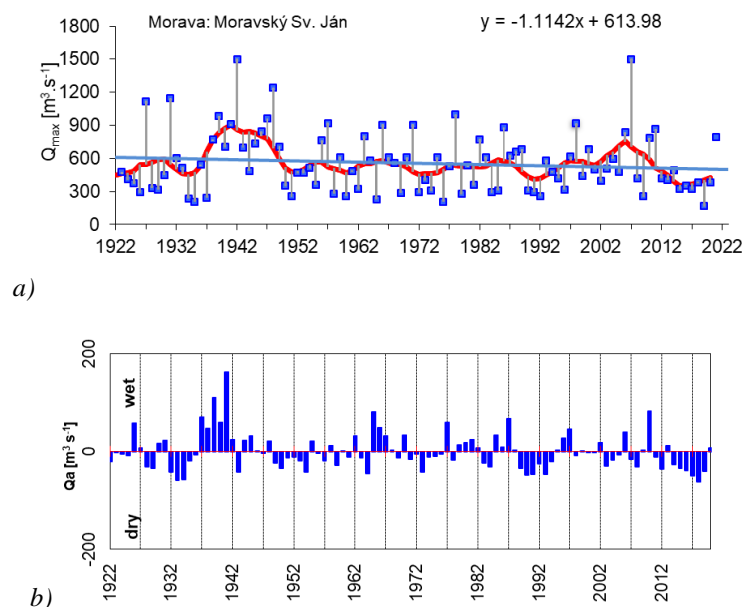 Morava: Moravský Sv. Ján y = -1.1142x + 613.98
1800
1500
1200
900
600
300
0
Qmax [m³.s⁻¹]
1922 1932 1942 1952 1962 1972 1982 1992 2002 2012 2022
a)
200
0
-200
Qa [m³ s⁻¹]
wet
dry
1922 1932 1942 1952 1962 1972 1982 1992 2002 2012
b)